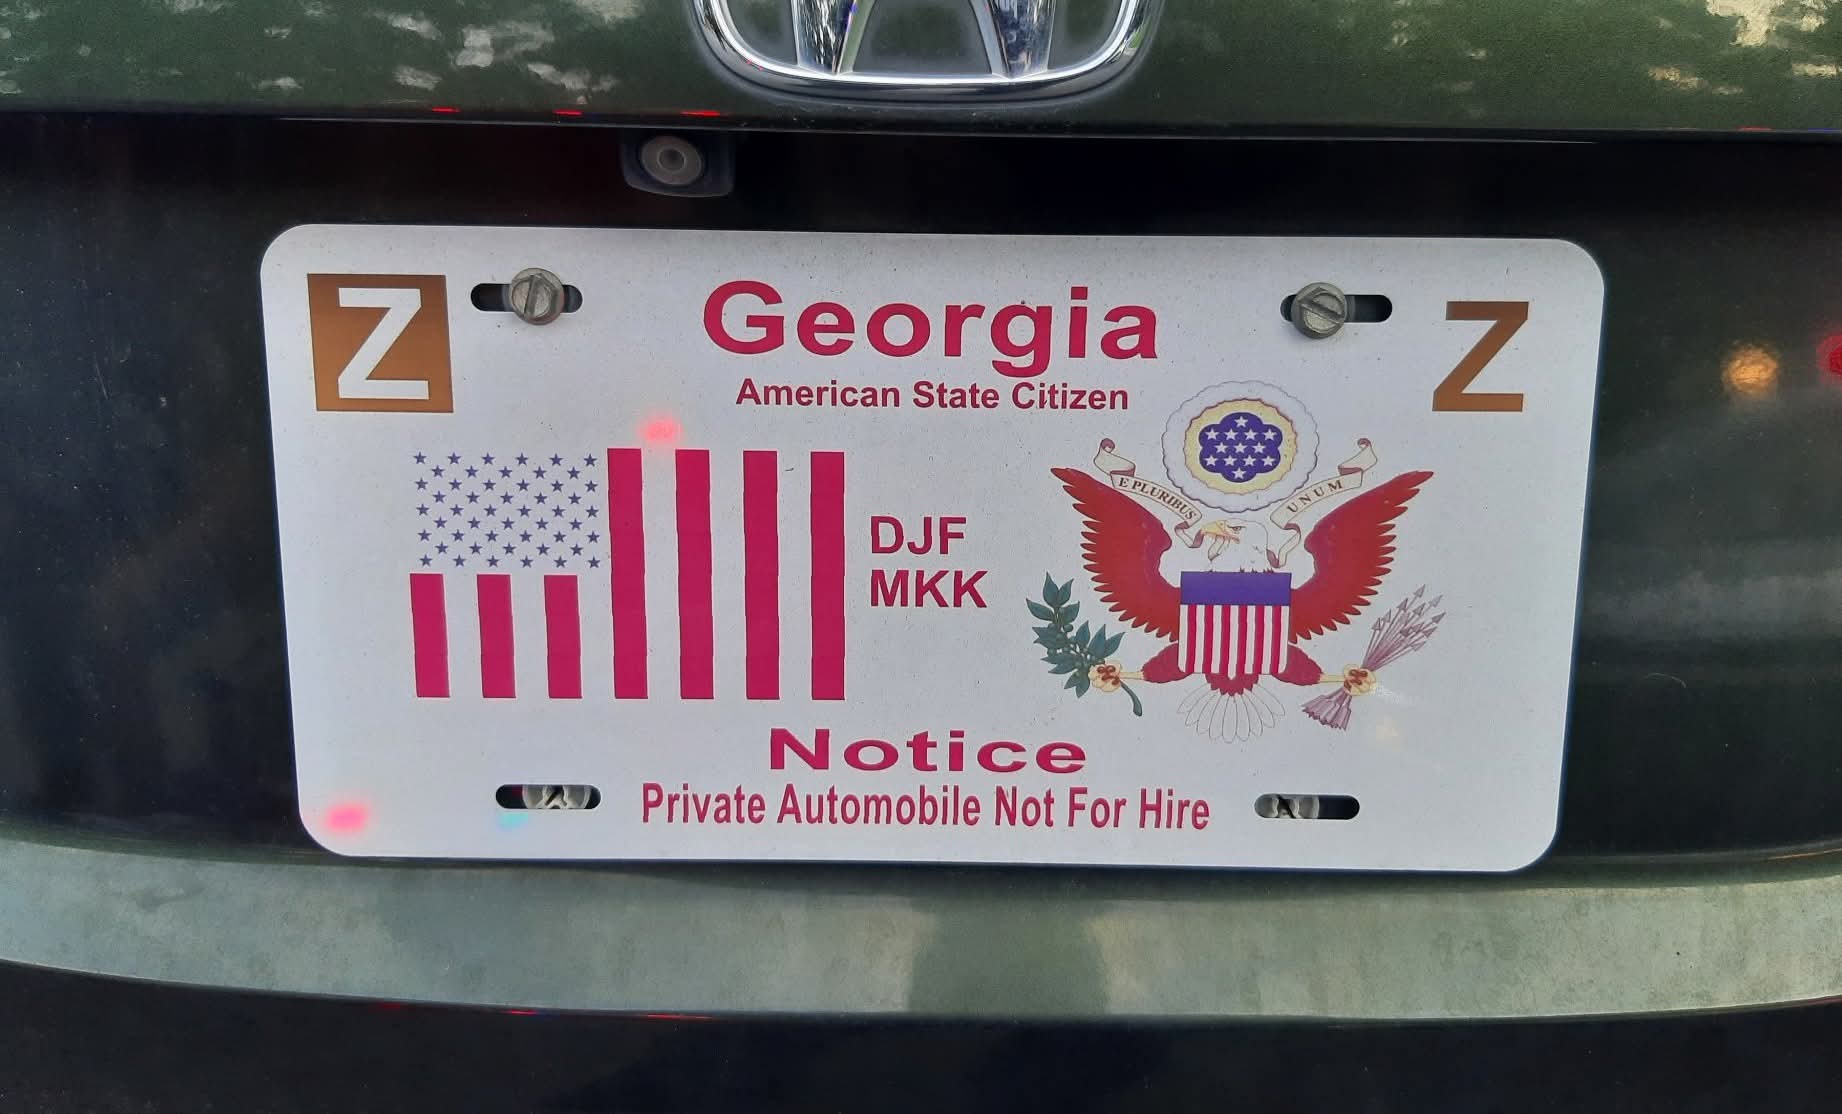 Z
Georgia
Z
American State Citizen
E PLURIBUS UNUM
DJF
MKK
Notice
Private Automobile Not For Hire